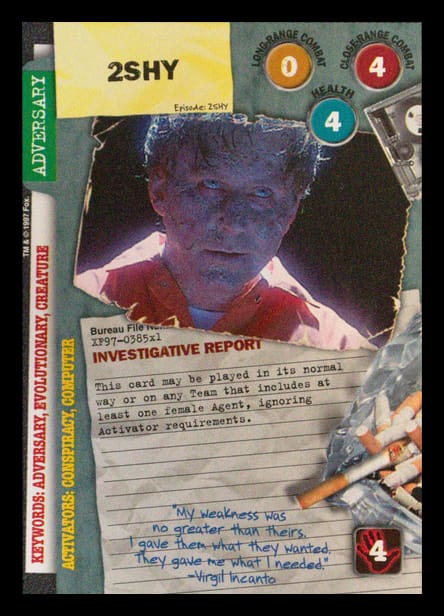 2SHY
Episode: 2SHY
LONG-RANGE COMBAT
0
CLOSE-RANGE COMBAT
4
HEALTH
4
ADVERSARY
TM & © 1997 Fox.
KEYWORDS: ADVERSARY, EVOLUTIONARY, CREATURE
ACTIVATORS: CONSPIRACY, COMPUTER
Bureau File
XF97-0385x1
INVESTIGATIVE REPORT
This card may be played in its normal
way or on any Team that includes at
least one female Agent, ignoring
Activator requirements.
"My weakness was
no greater than theirs.
I gave them what they wanted.
They gave me what I needed."
-Virgil Incanto
4